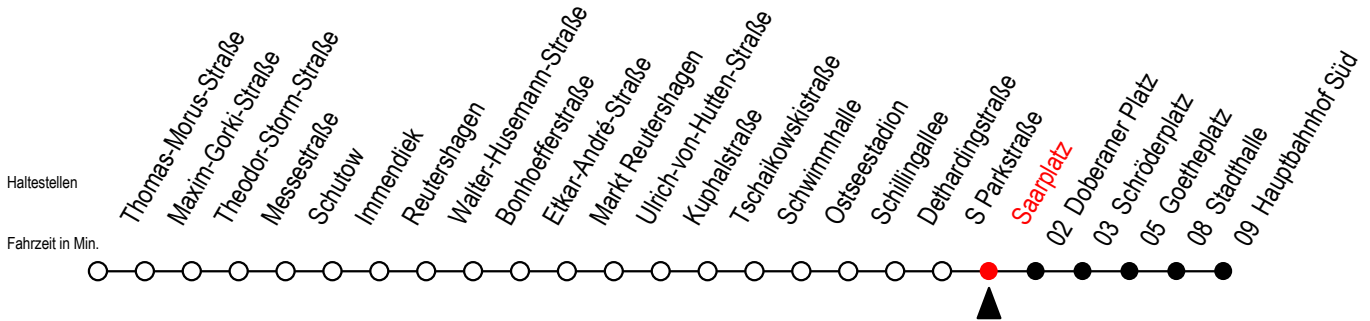 Haltestellen
Fahrzeit in Min.
Thomas-Morus-Straße
Maxim-Gorki-Straße
Theodor-Storm-Straße
Messestraße
Schutow
Immendiek
Reutershagen
Walter-Husemann-Straße
Bonhoefferstraße
Etkar-André-Straße
Markt Reutershagen
Ulrich-von-Hutten-Straße
Kuphalstraße
Tschaikowskistraße
Schwimmhalle
Ostseestadion
Schillingallee
Dethardingstraße
S Parkstraße
Saarplatz
02 Doberaner Platz
03 Schröderplatz
05 Goetheplatz
08 Stadthalle
09 Hauptbahnhof Süd